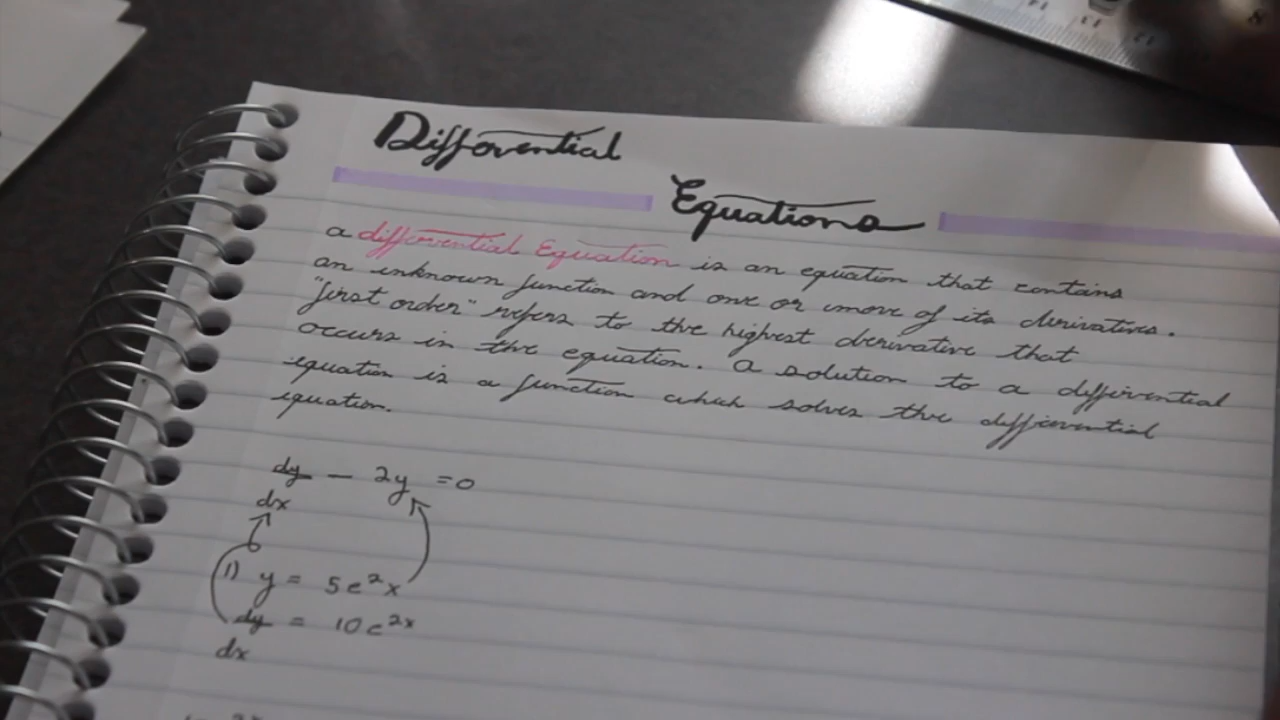 Differential
Equations
a differential Equation is an equation that contains
an unknown function and one or more of its derivatives.
"first order" refers to the highest derivative that
occurs in the equation. A solution to a differential
equation is a function which solves the differential
equation.
dy - 2y = 0
dx
1) y = 5e²x
dy = 10e²ˣ
dx